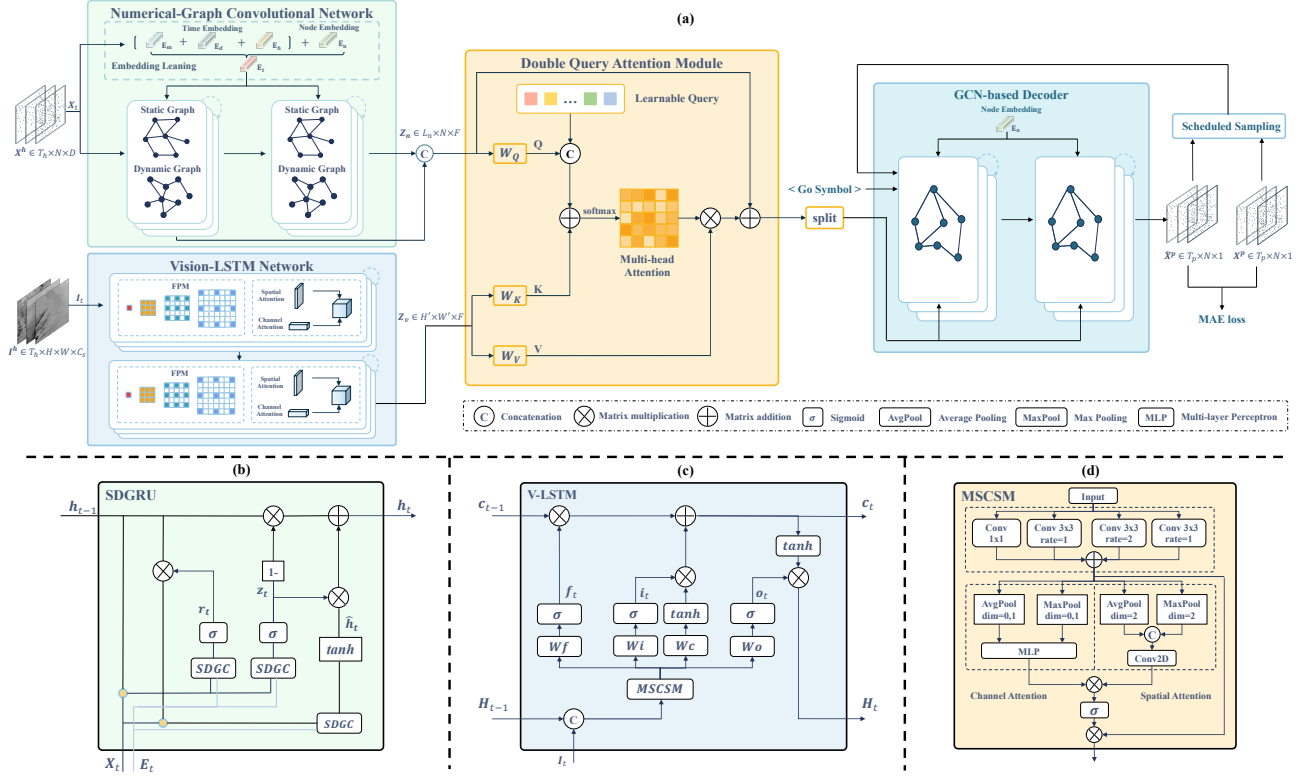 (a)
Numerical-Graph Convolutional Network
Time Embedding
Node Embedding
{ E_m + E_d + E_h } + E_n
Embedding Leaning
E_t
X_t
X^h ∈ T_h×N×D
Static Graph
Static Graph
Dynamic Graph
Dynamic Graph
Z_n ∈ L_n×N×F
C
Vision-LSTM Network
I_t
I^h ∈ T_h×H×W×C_s
FPM
Spatial Attention
Channel Attention
FPM
Spatial Attention
Channel Attention
Z_v ∈ H'×W'×F
Double Query Attention Module
Learnable Query
...
W_Q
Q
C
softmax
Multi-head Attention
W_K
K
W_V
V
split
< Go Symbol >
GCN-based Decoder
Node Embedding
E_n
Scheduled Sampling
X̂^p ∈ T_p×N×1
X^p ∈ T_p×N×1
MAE loss
C Concatenation
Matrix multiplication
Matrix addition
σ Sigmoid
AvgPool Average Pooling
MaxPool Max Pooling
MLP Multi-layer Perceptron
(b)
SDGRU
h_{t-1}
h_t
1-
r_t
z_t
ĥ_t
σ
σ
tanh
SDGC
SDGC
SDGC
X_t
E_t
(c)
V-LSTM
c_{t-1}
c_t
tanh
f_t
i_t
o_t
σ
σ
tanh
σ
Wf
Wi
Wc
Wo
MSCSM
H_{t-1}
H_t
C
I_t
(d)
MSCSM
Input
Conv 1x1
Conv 3x3 rate=1
Conv 3x3 rate=2
Conv 3x3 rate=1
AvgPool dim=0,1
MaxPool dim=0,1
AvgPool dim=2
MaxPool dim=2
C
MLP
Conv2D
Channel Attention
Spatial Attention
σ